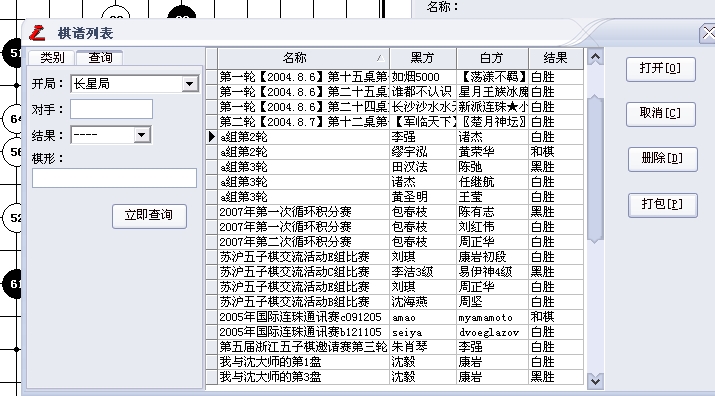 名称：
棋谱列表
类别 查询
开局： 长星局
对手：
结果： ----
棋形：
立即查询
名称 黑方 白方 结果
第一轮【2004.8.6】第十五桌第 如烟5000 【荡漾不羁】 白胜
第一轮【2004.8.6】第二十五桌 谁都不认识 星月王族冰魔 白胜
第一轮【2004.8.6】第二十四桌 长沙沙水水 新派连珠★小 白胜
第二轮【2004.8.7】第十二桌第 【军临天下】 〖楚月神坛〗 白胜
a组第2轮 李强 诸杰 白胜
a组第2轮 缪宇泓 黄荣华 和棋
a组第3轮 田汉法 陈弛 黑胜
a组第3轮 诸杰 任继航 白胜
a组第3轮 黄圣明 王莹 白胜
2007年第一次循环积分赛 包春枝 陈有志 黑胜
2007年第一次循环积分赛 包春枝 刘红伟 白胜
2007年第二次循环积分赛 包春枝 周正华 白胜
苏沪五子棋交流活动E组比赛 刘琪 康岩初段 白胜
苏沪五子棋交流活动C组比赛 李洁3级 易伊神4级 黑胜
苏沪五子棋交流活动E组比赛 刘琪 周正华 白胜
苏沪五子棋交流活动B组比赛 沈海燕 周坚 白胜
2005年国际连珠通讯赛c091205 amao myamamoto 和棋
2005年国际连珠通讯赛b121105 seiya dvoeglazov 白胜
第五届浙江五子棋邀请赛第三轮 朱肖琴 李强 白胜
我与沈大师的第1盘 沈毅 康岩 白胜
我与沈大师的第3盘 沈毅 康岩 黑胜
打开[O]
取消[C]
删除[D]
打包[P]
52